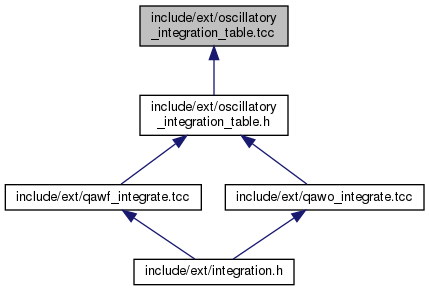 include/ext/oscillatory
_integration_table.tcc
include/ext/oscillatory
_integration_table.h
include/ext/qawf_integrate.tcc
include/ext/qawo_integrate.tcc
include/ext/integration.h